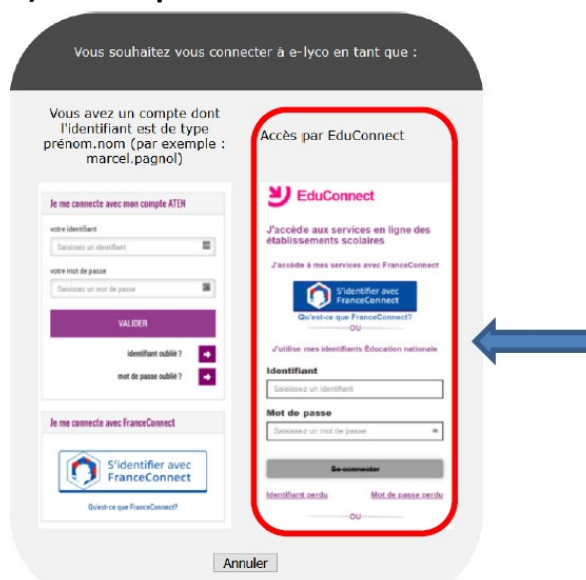 Vous souhaitez vous connecter à e-lyco en tant que :
Vous avez un compte dont
l'identifiant est de type
prénom.nom (par exemple :
marcel.pagnol)
Je me connecte avec mon compte ATEN
votre identifiant
Saisissez un identifiant
votre mot de passe
Saisissez un mot de passe
VALIDER
identifiant oublié ?
mot de passe oublié ?
Je me connecte avec FranceConnect
S'identifier avec
FranceConnect
Qu'est-ce que FranceConnect?
Accès par EduConnect
EduConnect
J'accède aux services en ligne des
établissements scolaires
J'accède à mes services avec FranceConnect
S'identifier avec
FranceConnect
Qu'est-ce que FranceConnect?
OU
J'utilise mes identifiants Éducation nationale
Identifiant
Saisissez un identifiant
Mot de passe
Saisissez un mot de passe
Se connecter
Identifiant perdu Mot de passe perdu
OU
Annuler